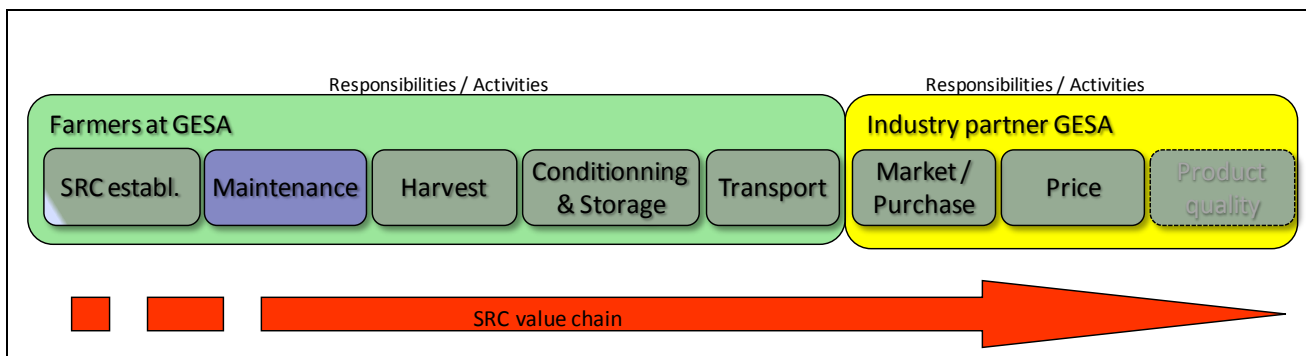 Responsibilities / Activities
Responsibilities / Activities
Farmers at GESA
Industry partner GESA
SRC establ.
Maintenance
Harvest
Conditionning
& Storage
Transport
Market /
Purchase
Price
Product
quality
SRC value chain